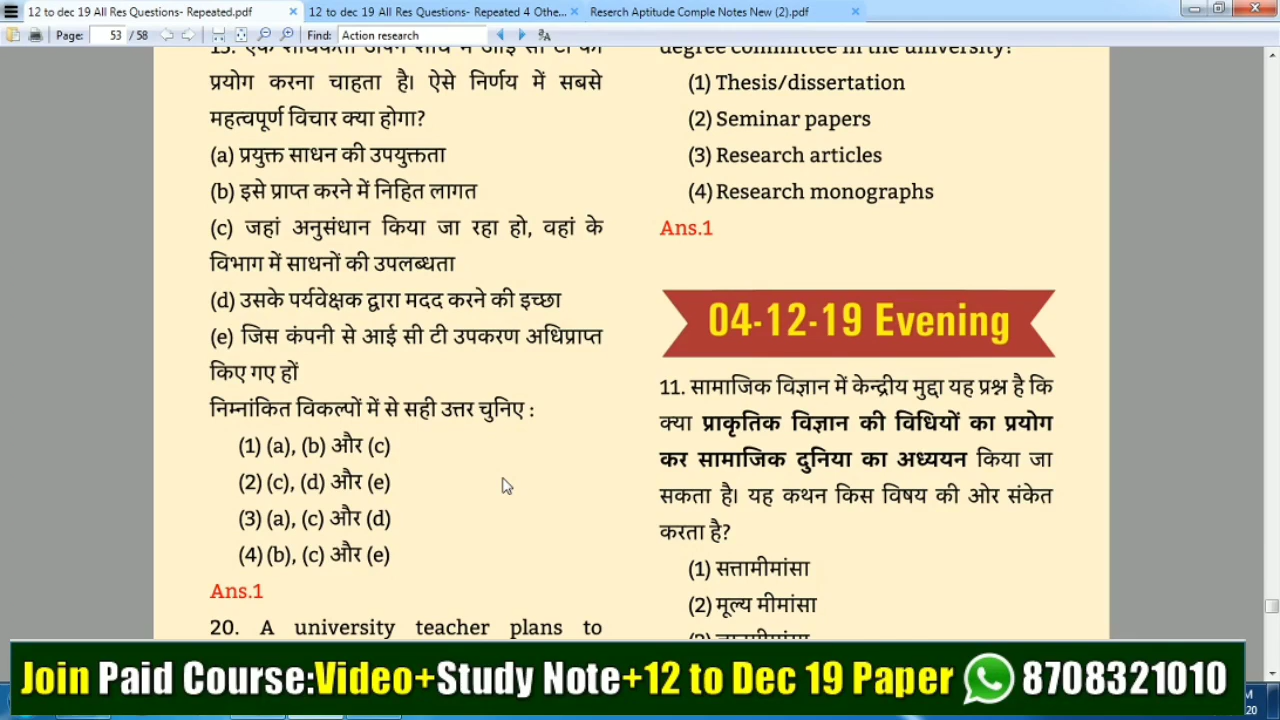 12 to dec 19 All Res Questions- Repeated.pdf
12 to dec 19 All Res Questions- Repeated 4 Othe...
Reserch Aptitude Comple Notes New (2).pdf
Page: 53 / 58 Find: Action research
प्रयोग करना चाहता है। ऐसे निर्णय में सबसे
महत्वपूर्ण विचार क्या होगा?
(a) प्रयुक्त साधन की उपयुक्तता
(b) इसे प्राप्त करने में निहित लागत
(c) जहां अनुसंधान किया जा रहा हो, वहां के
विभाग में साधनों की उपलब्धता
(d) उसके पर्यवेक्षक द्वारा मदद करने की इच्छा
(e) जिस कंपनी से आई सी टी उपकरण अधिप्राप्त
किए गए हों
निम्नांकित विकल्पों में से सही उत्तर चुनिए :
(1) (a), (b) और (c)
(2) (c), (d) और (e)
(3) (a), (c) और (d)
(4) (b), (c) और (e)
Ans.1
20. A university teacher plans to
degree committee in the university?
(1) Thesis/dissertation
(2) Seminar papers
(3) Research articles
(4) Research monographs
Ans.1
04-12-19 Evening
11. सामाजिक विज्ञान में केन्द्रीय मुद्दा यह प्रश्न है कि
क्या प्राकृतिक विज्ञान की विधियों का प्रयोग
कर सामाजिक दुनिया का अध्ययन किया जा
सकता है। यह कथन किस विषय की ओर संकेत
करता है?
(1) सत्तामीमांसा
(2) मूल्य मीमांसा
Join Paid Course:Video+Study Note+12 to Dec 19 Paper 8708321010